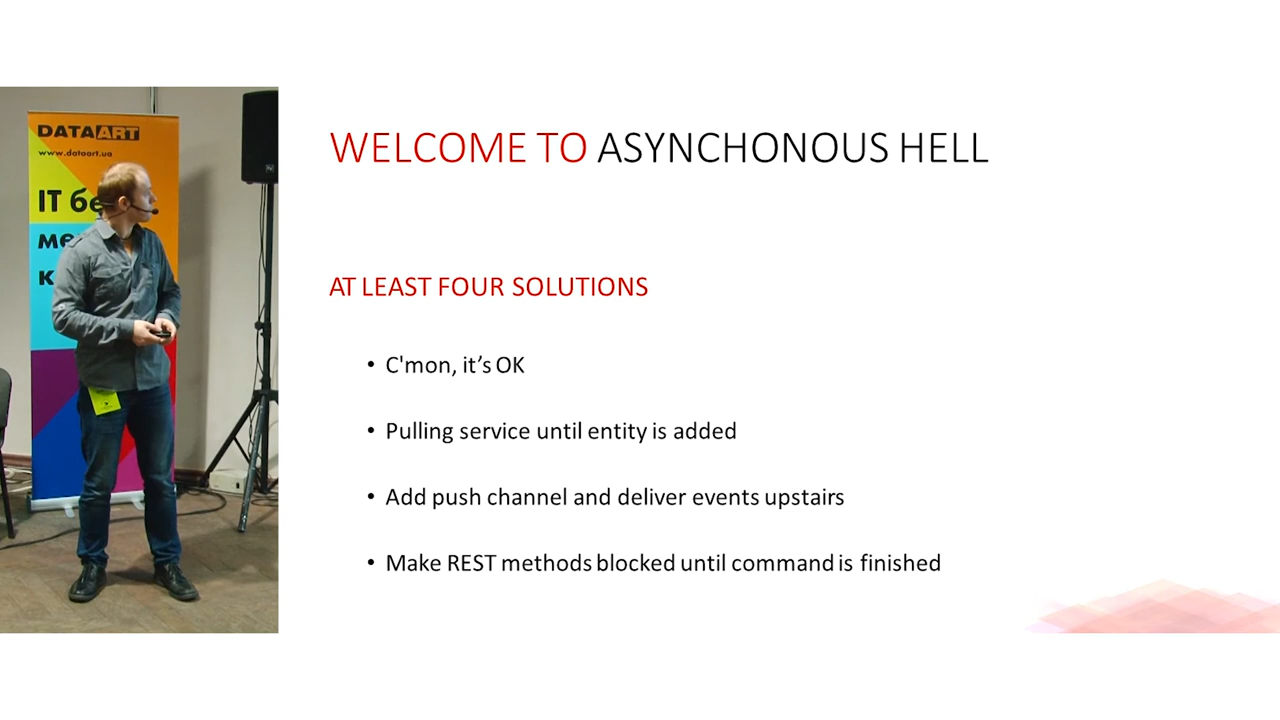 DATAART
www.dataart.ua
IT бе
ме
к
WELCOME TO ASYNCHONOUS HELL
AT LEAST FOUR SOLUTIONS
• C'mon, it’s OK
• Pulling service until entity is added
• Add push channel and deliver events upstairs
• Make REST methods blocked until command is finished